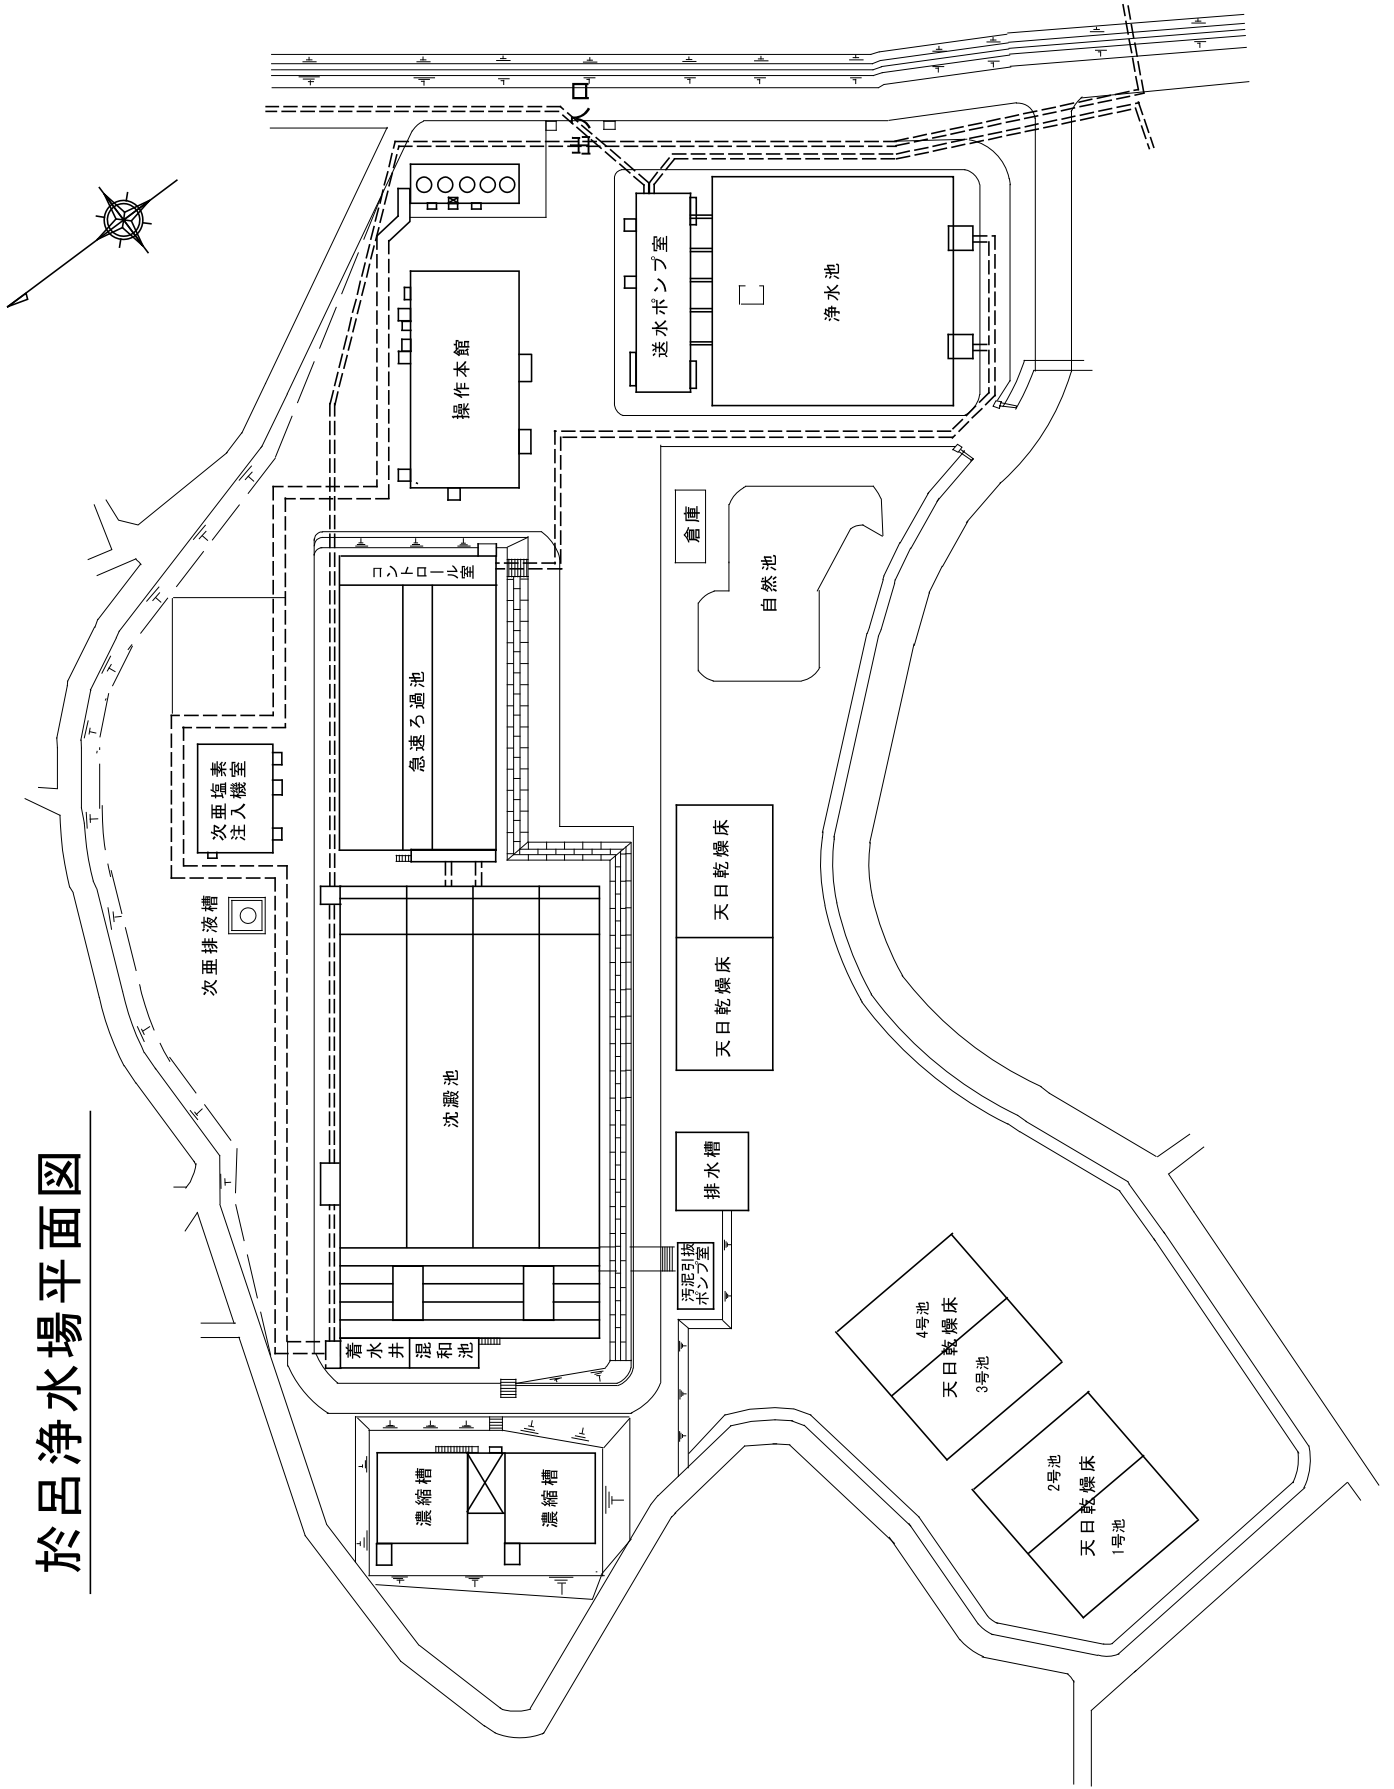 於呂浄水場平面図
入口
操作本館
送水ポンプ室
浄水池
倉庫
自然池
コントロール室
急速ろ過池
次亜塩素
注入機室
次亜排液槽
沈澱池
天日乾燥床
天日乾燥床
排水槽
汚泥引抜
ポンプ室
着水井
混和池
濃縮槽
濃縮槽
4号池
天日乾燥床
3号池
2号池
天日乾燥床
1号池